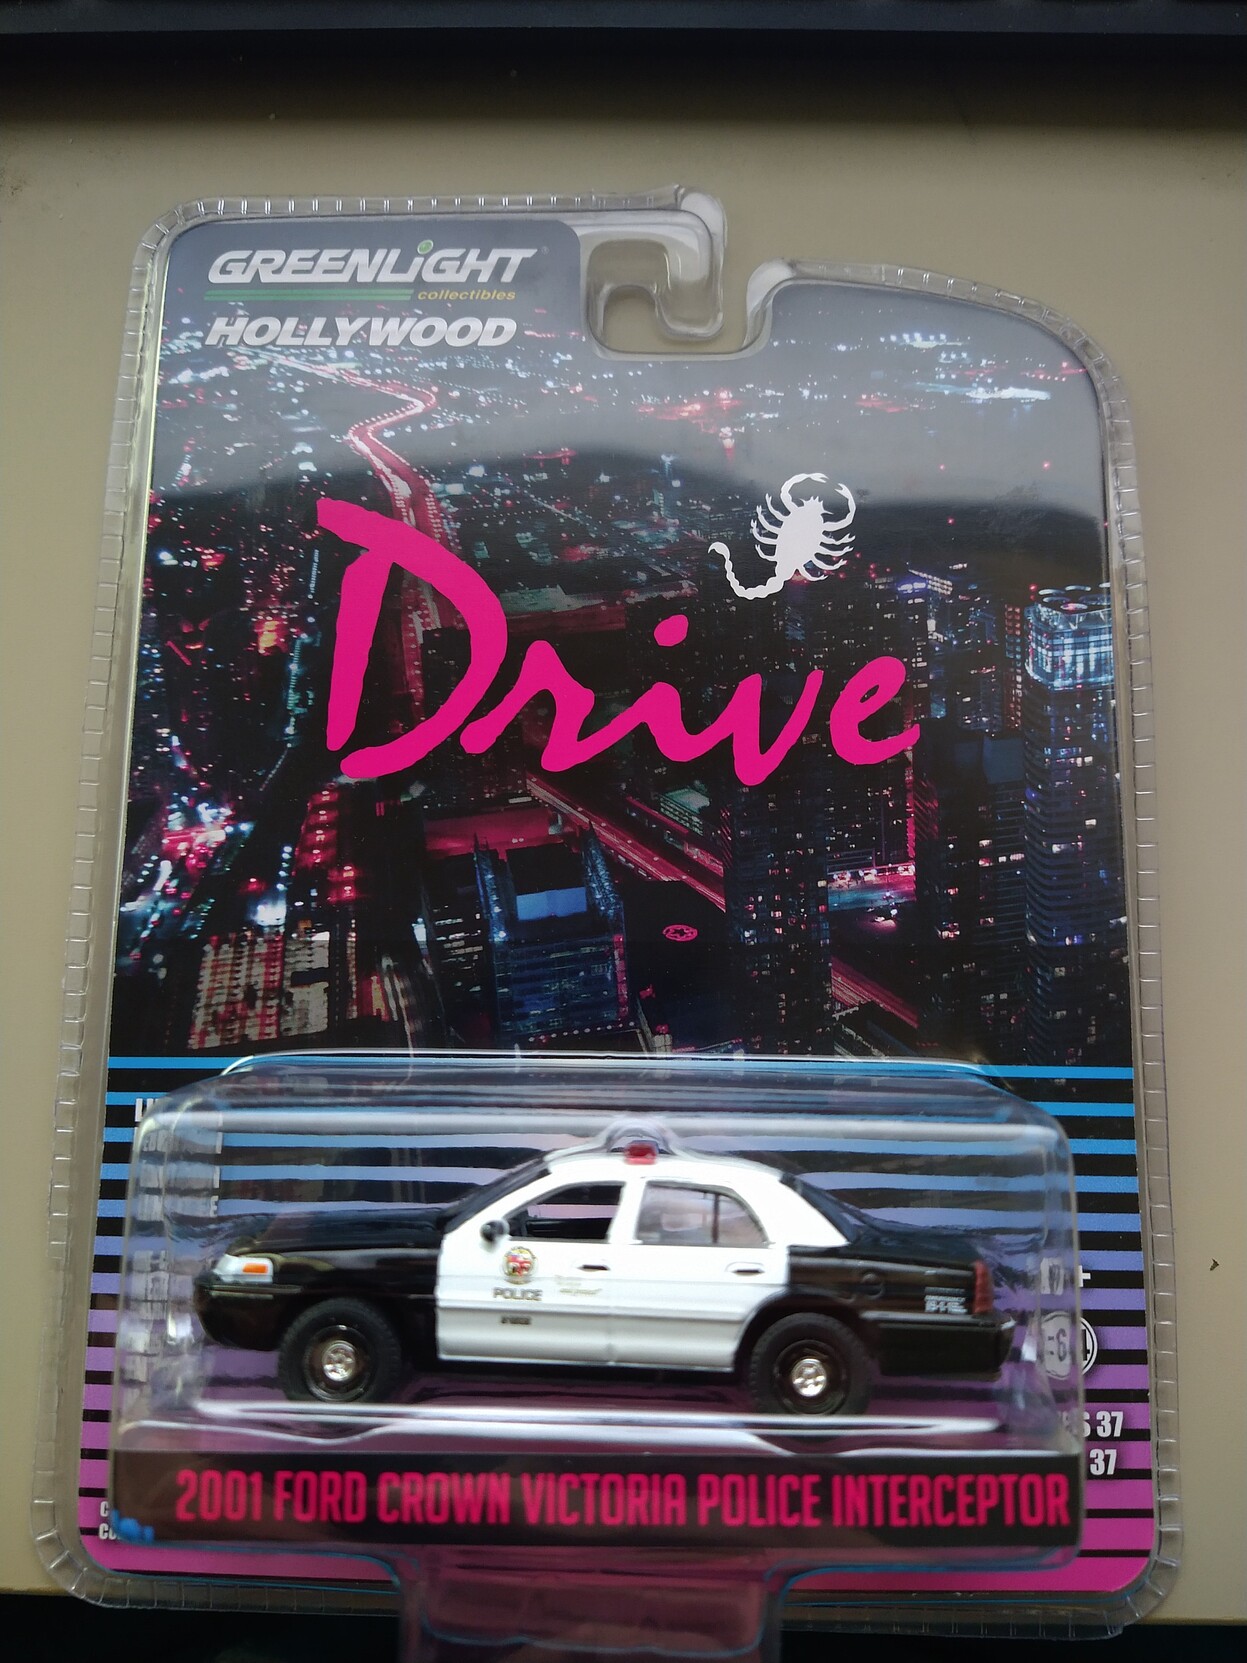 GREENLiGHT
collectibles
HOLLYWOOD
Drive
POLICE
37
37
2001 FORD CROWN VICTORIA POLICE INTERCEPTOR